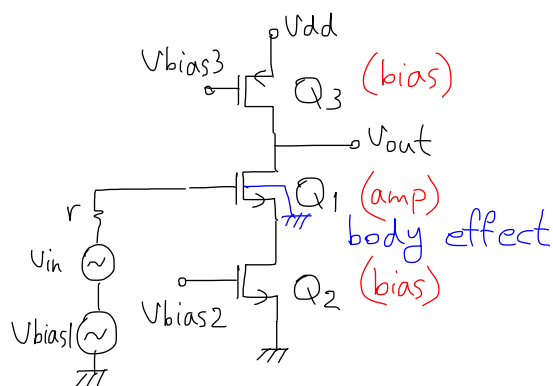 Vdd
Vbias3
Q3
(bias)
Vout
Q1
(amp)
r
body effect
vin
Q2
(bias)
Vbias2
Vbias1